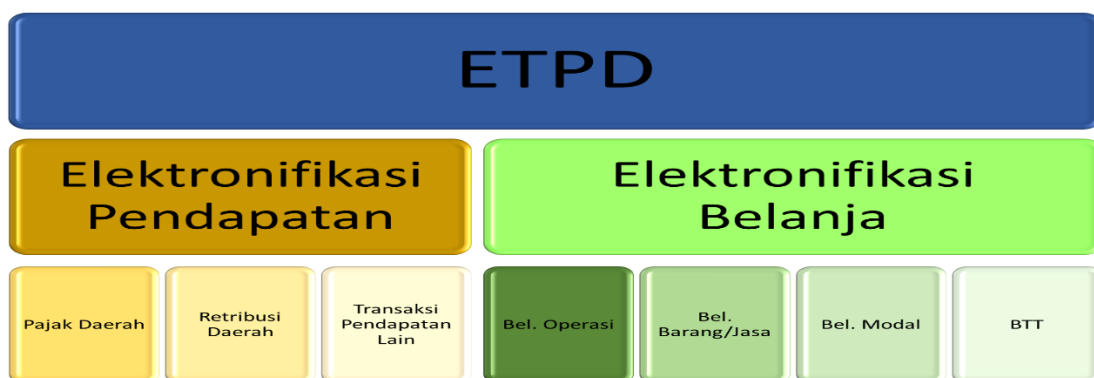 ETPD
Elektronifikasi
Pendapatan
Elektronifikasi
Belanja
Pajak Daerah
Retribusi
Daerah
Transaksi
Pendapatan
Lain
Bel. Operasi
Bel.
Barang/Jasa
Bel. Modal
BTT